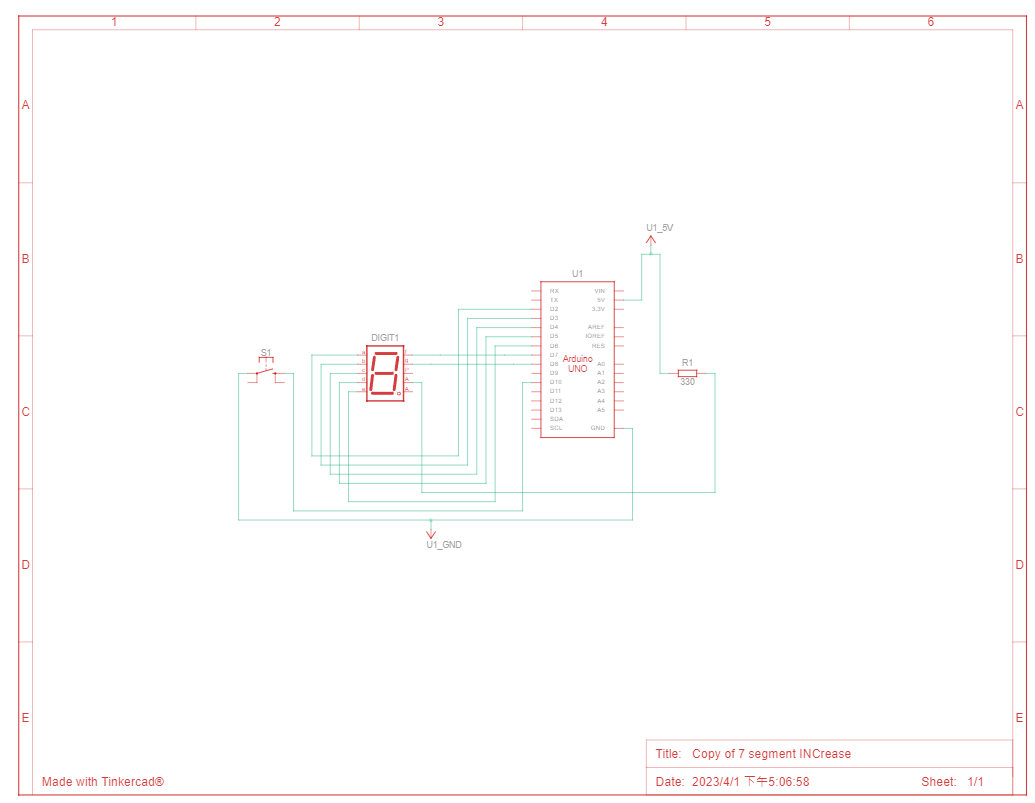 1 2 3 4 5 6
A A
U1_5V
B B
U1
RX VIN
TX 5V
D2 3.3V
D3
D4 AREF
D5 IOREF
D6 RES
D7
D8 A0
D9 A1
D10 A2
D11 A3
D12 A4
D13 A5
SDA
SCL GND
Arduino
UNO
DIGIT1
S1
R1
330
C C
U1_GND
D D
E E
Title: Copy of 7 segment INCrease
Made with Tinkercad®
Date: 2023/4/1 下午5:06:58 Sheet: 1/1